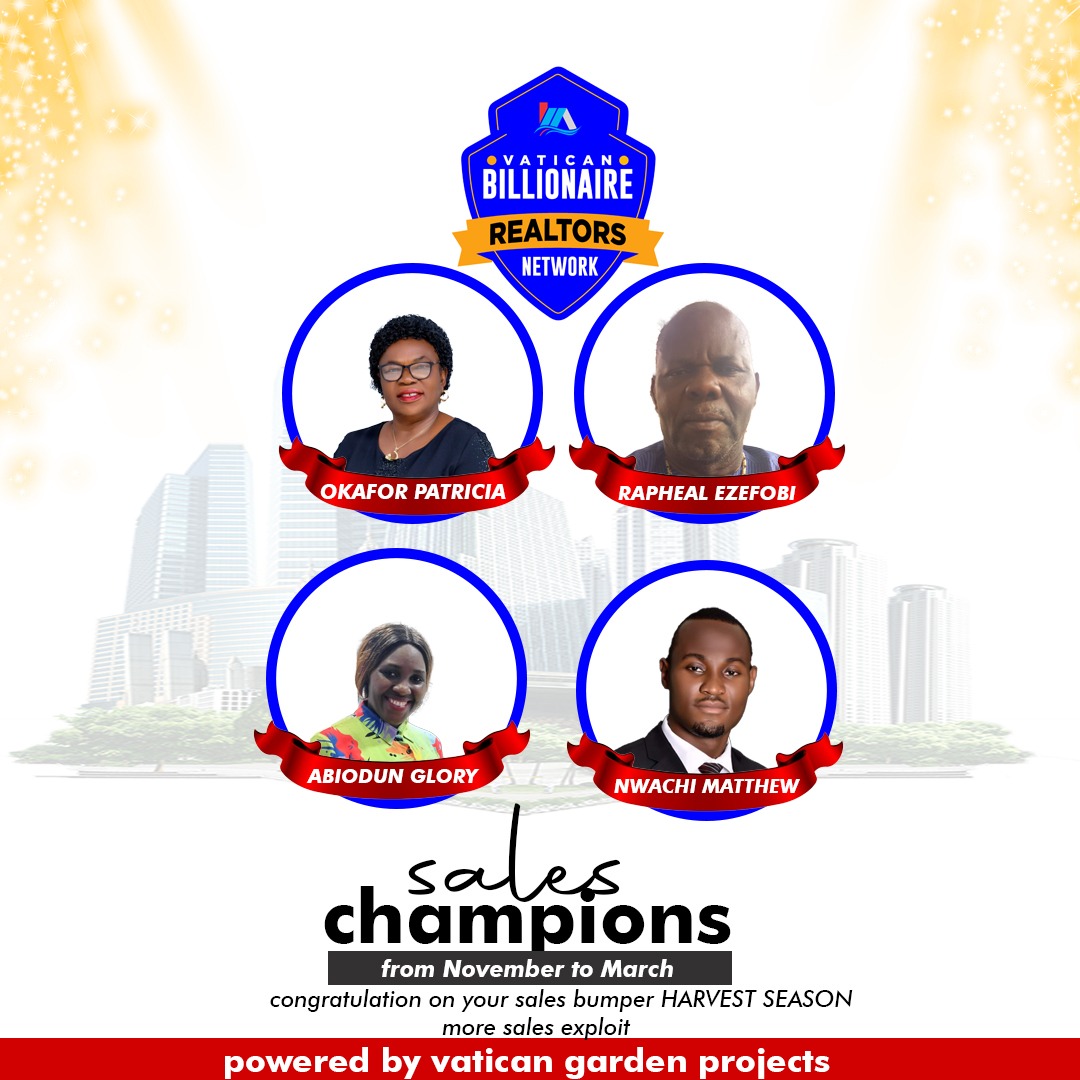 VATICAN
BILLIONAIRE
REALTORS
NETWORK
OKAFOR PATRICIA
RAPHEAL EZEFOBI
ABIODUN GLORY
NWACHI MATTHEW
sales
champions
from November to March
congratulation on your sales bumper HARVEST SEASON
more sales exploit
powered by vatican garden projects